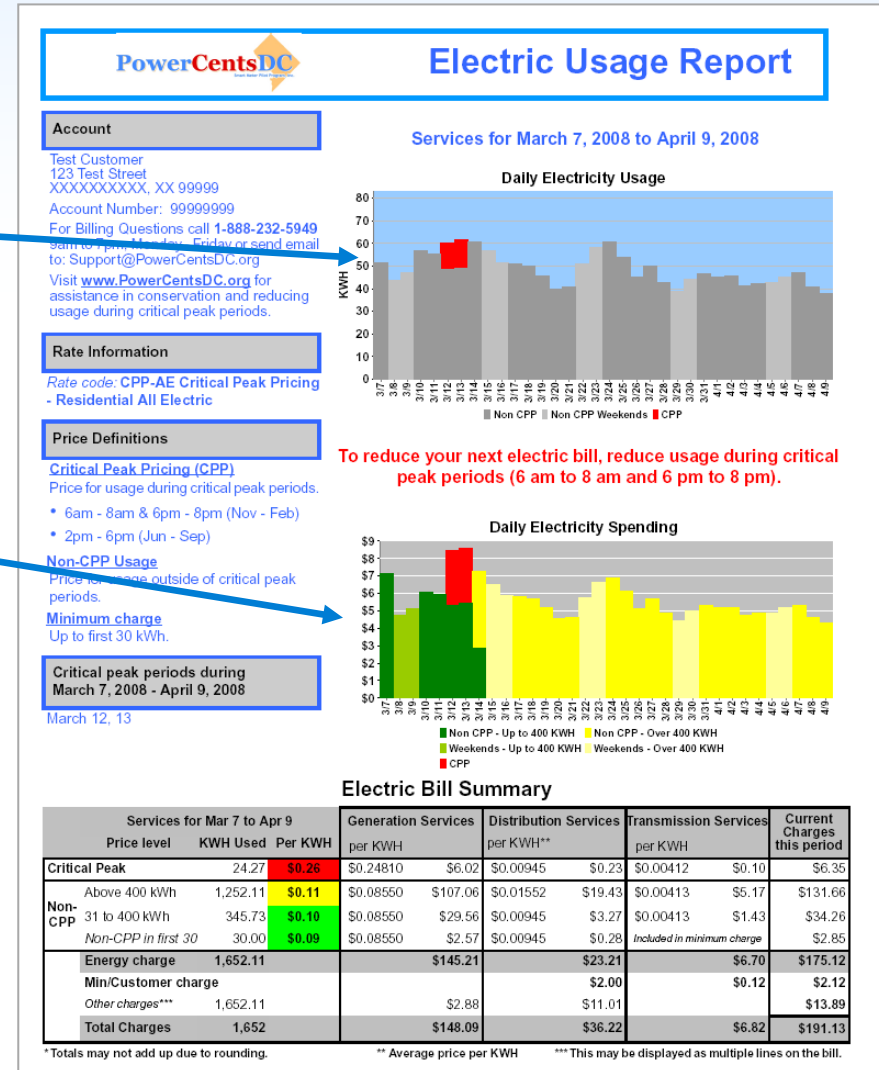 PowerCentsDC
Electric Usage Report
Account
Test Customer
123 Test Street
XXXXXXXXXX, XX 99999
Account Number: 99999999
For Billing Questions call 1-888-232-5949
9am to 7pm, Monday - Friday or send email
to: Support@PowerCentsDC.org
Visit www.PowerCentsDC.org for
assistance in conservation and reducing
usage during critical peak periods.
Rate Information
Rate code: CPP-AE Critical Peak Pricing
- Residential All Electric
Price Definitions
Critical Peak Pricing (CPP)
Price for usage during critical peak periods.
• 6am - 8am & 6pm - 8pm (Nov - Feb)
• 2pm - 6pm (Jun - Sep)
Non-CPP Usage
Price for usage outside of critical peak
periods.
Minimum charge
Up to first 30 kWh.
Critical peak periods during
March 7, 2008 - April 9, 2008
March 12, 13
Services for March 7, 2008 to April 9, 2008
Daily Electricity Usage
80
70
60
50
40
30
20
10
0
KWH
3/7 3/8 3/9 3/10 3/11 3/12 3/13 3/14 3/15 3/16 3/17 3/18 3/19 3/20 3/21 3/22 3/23 3/24 3/25 3/26 3/27 3/28 3/29 3/30 3/31 4/1 4/2 4/3 4/4 4/5 4/6 4/7 4/8 4/9
Non CPP Non CPP Weekends CPP
To reduce your next electric bill, reduce usage during critical
peak periods (6 am to 8 am and 6 pm to 8 pm).
Daily Electricity Spending
$9
$8
$7
$6
$5
$4
$3
$2
$1
$0
3/7 3/8 3/9 3/10 3/11 3/12 3/13 3/14 3/15 3/16 3/17 3/18 3/19 3/20 3/21 3/22 3/23 3/24 3/25 3/26 3/27 3/28 3/29 3/30 3/31 4/1 4/2 4/3 4/4 4/5 4/6 4/7 4/8 4/9
Non CPP - Up to 400 KWH Non CPP - Over 400 KWH
Weekends - Up to 400 KWH Weekends - Over 400 KWH
CPP
Electric Bill Summary
Services for Mar 7 to Apr 9 Generation Services Distribution Services Transmission Services Current Charges this period
Price level KWH Used Per KWH per KWH per KWH** per KWH
Critical Peak 24.27 $0.26 $0.24810 $6.02 $0.00945 $0.23 $0.00412 $0.10 $6.35
Non-CPP
Above 400 kWh 1,252.11 $0.11 $0.08550 $107.06 $0.01552 $19.43 $0.00413 $5.17 $131.66
31 to 400 kWh 345.73 $0.10 $0.08550 $29.56 $0.00945 $3.27 $0.00413 $1.43 $34.26
Non-CPP in first 30 30.00 $0.09 $0.08550 $2.57 $0.00945 $0.28 Included in minimum charge $2.85
Energy charge 1,652.11 $145.21 $23.21 $6.70 $175.12
Min/Customer charge $2.00 $0.12 $2.12
Other charges*** 1,652.11 $2.88 $11.01 $13.89
Total Charges 1,652 $148.09 $36.22 $6.82 $191.13
* Totals may not add up due to rounding. ** Average price per KWH *** This may be displayed as multiple lines on the bill.